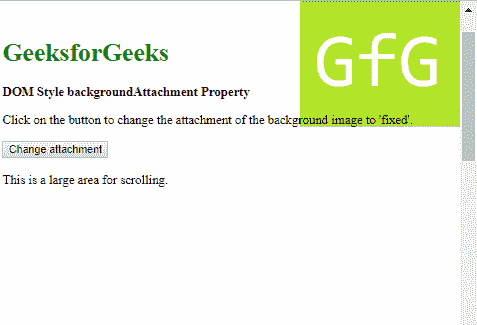 GeeksforGeeks
GfG
DOM Style backgroundAttachment Property
Click on the button to change the attachment of the background image to 'fixed'.
Change attachment
This is a large area for scrolling.